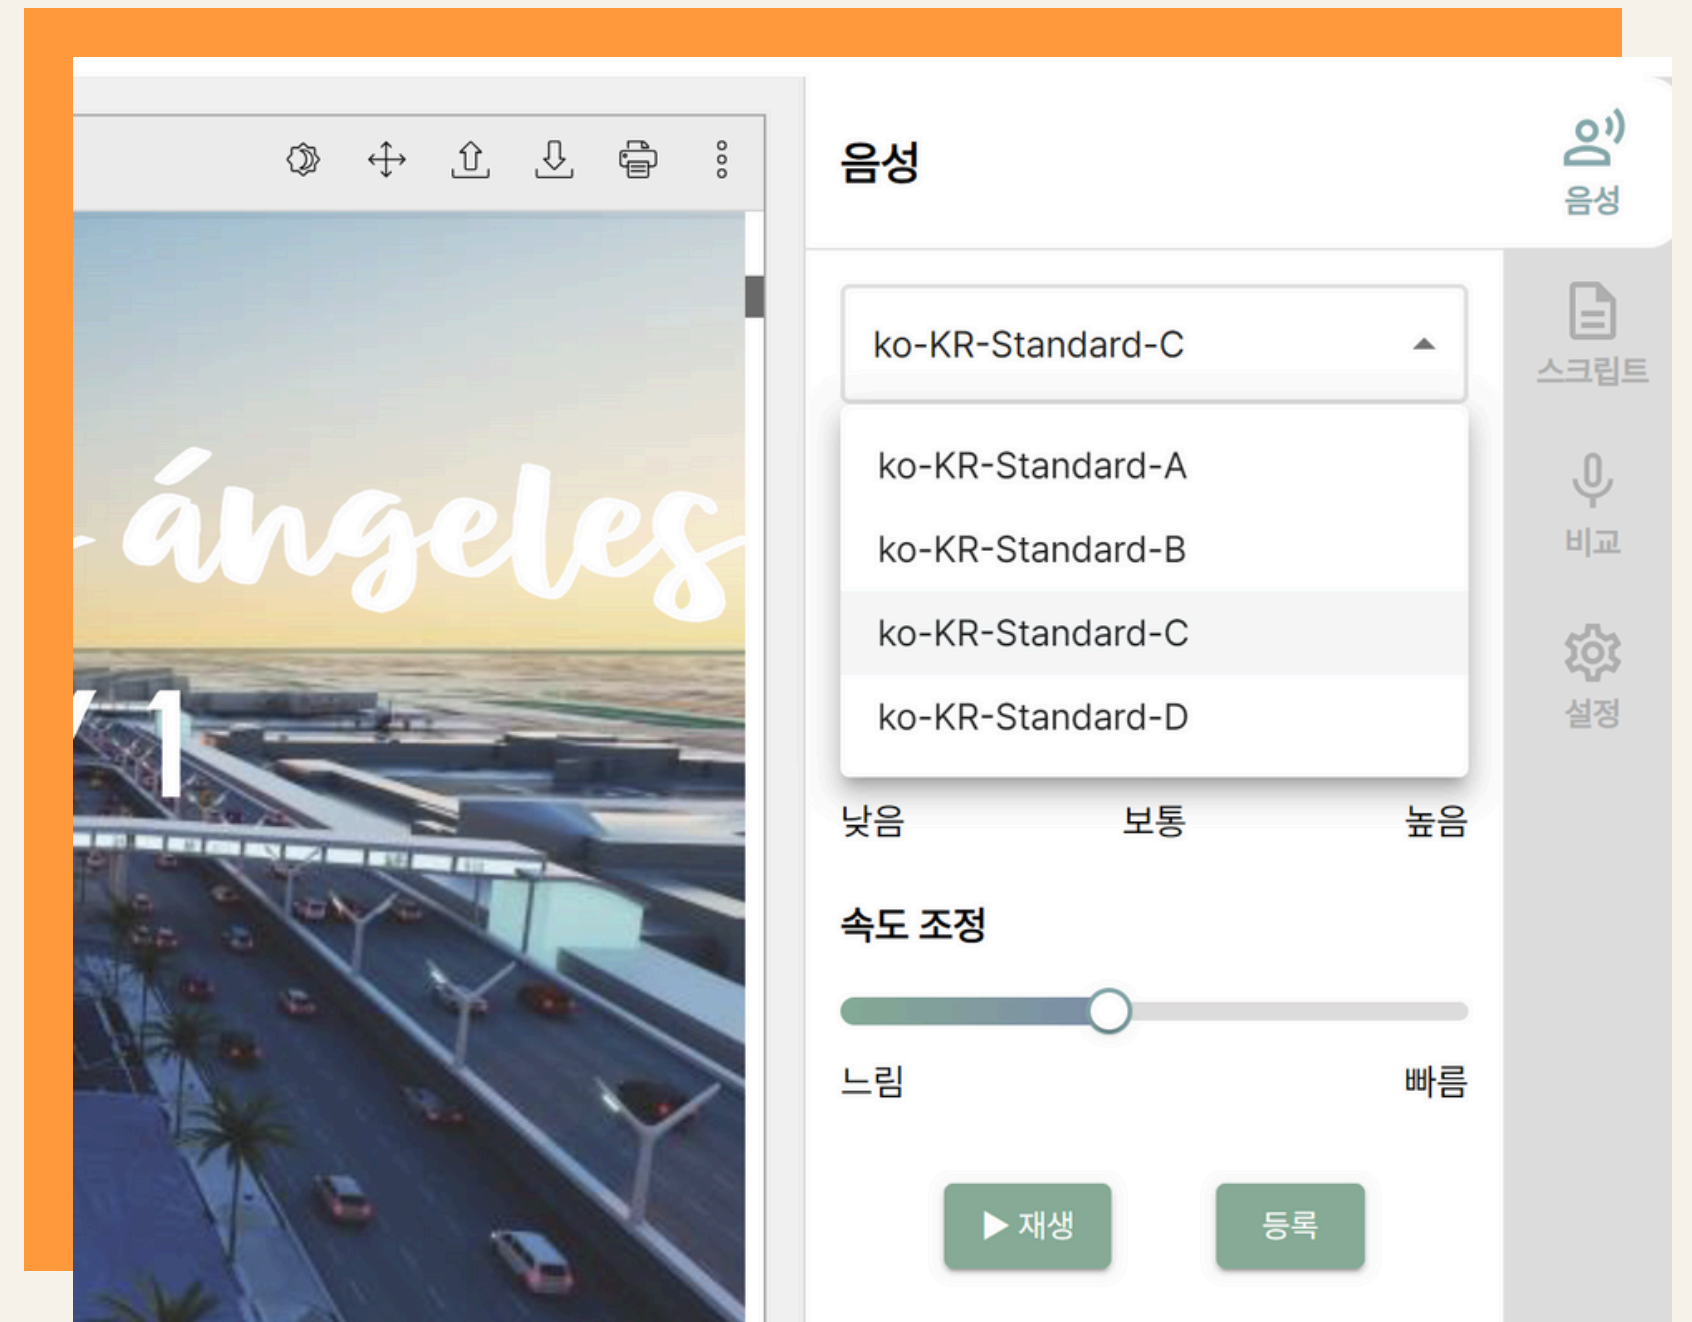 음성
음성
ko-KR-Standard-C
스크립트
ko-KR-Standard-A
ángeles
ko-KR-Standard-B
비교
ko-KR-Standard-C
1
ko-KR-Standard-D
설정
낮음 보통 높음
속도 조정
느림 빠름
▶ 재생 등록